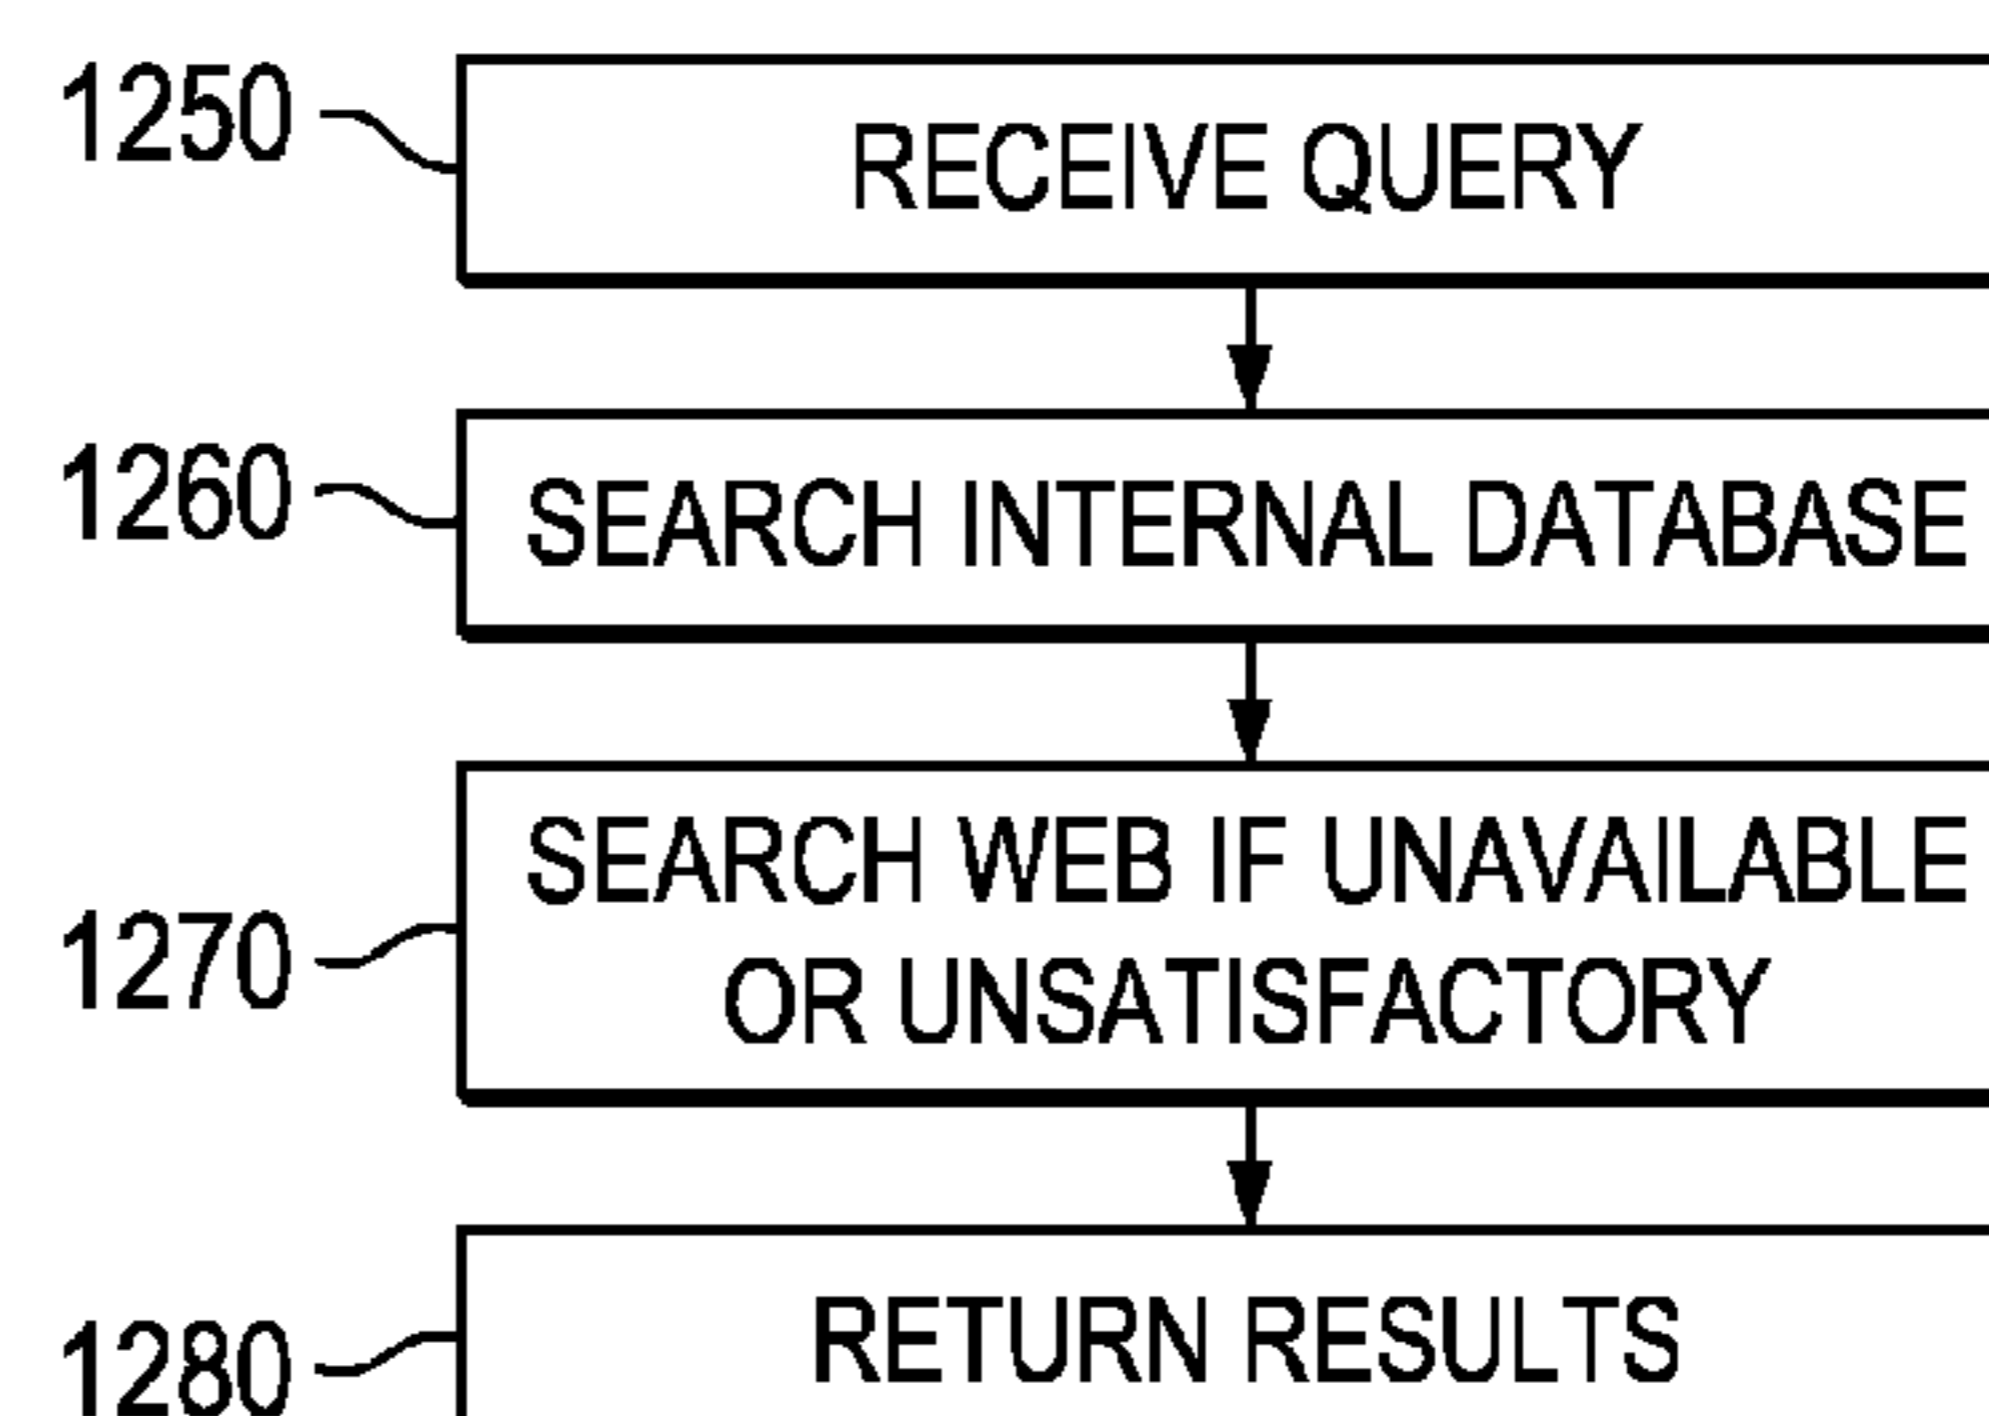 1250
RECEIVE QUERY
1260
SEARCH INTERNAL DATABASE
1270
SEARCH WEB IF UNAVAILABLE
OR UNSATISFACTORY
1280
RETURN RESULTS